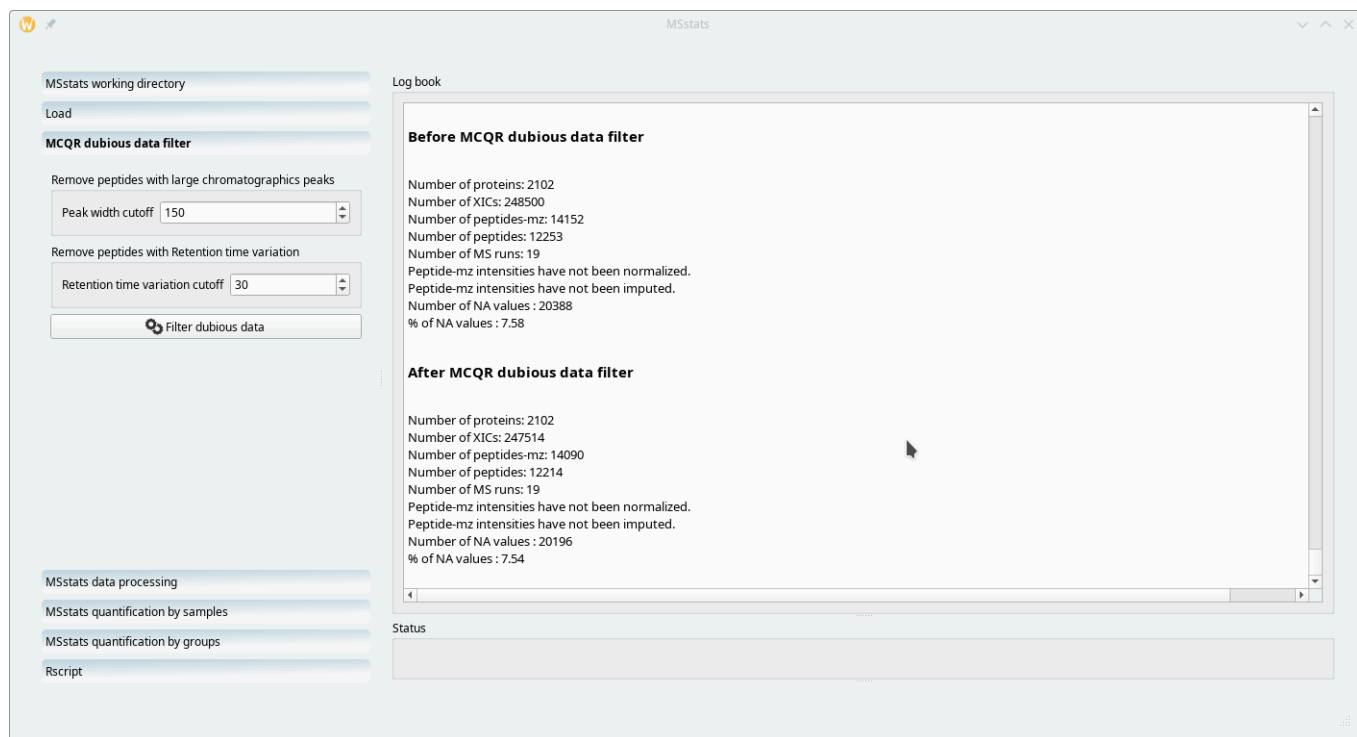 MSstats
MSstats working directory
Load
MCQR dubious data filter
Remove peptides with large chromatographics peaks
Peak width cutoff 150
Remove peptides with Retention time variation
Retention time variation cutoff 30
Filter dubious data
MSstats data processing
MSstats quantification by samples
MSstats quantification by groups
Rscript
Log book
Before MCQR dubious data filter
Number of proteins: 2102
Number of XICs: 248500
Number of peptides-mz: 14152
Number of peptides: 12253
Number of MS runs: 19
Peptide-mz intensities have not been normalized.
Peptide-mz intensities have not been imputed.
Number of NA values : 20388
% of NA values : 7.58
After MCQR dubious data filter
Number of proteins: 2102
Number of XICs: 247514
Number of peptides-mz: 14090
Number of peptides: 12214
Number of MS runs: 19
Peptide-mz intensities have not been normalized.
Peptide-mz intensities have not been imputed.
Number of NA values : 20196
% of NA values : 7.54
Status